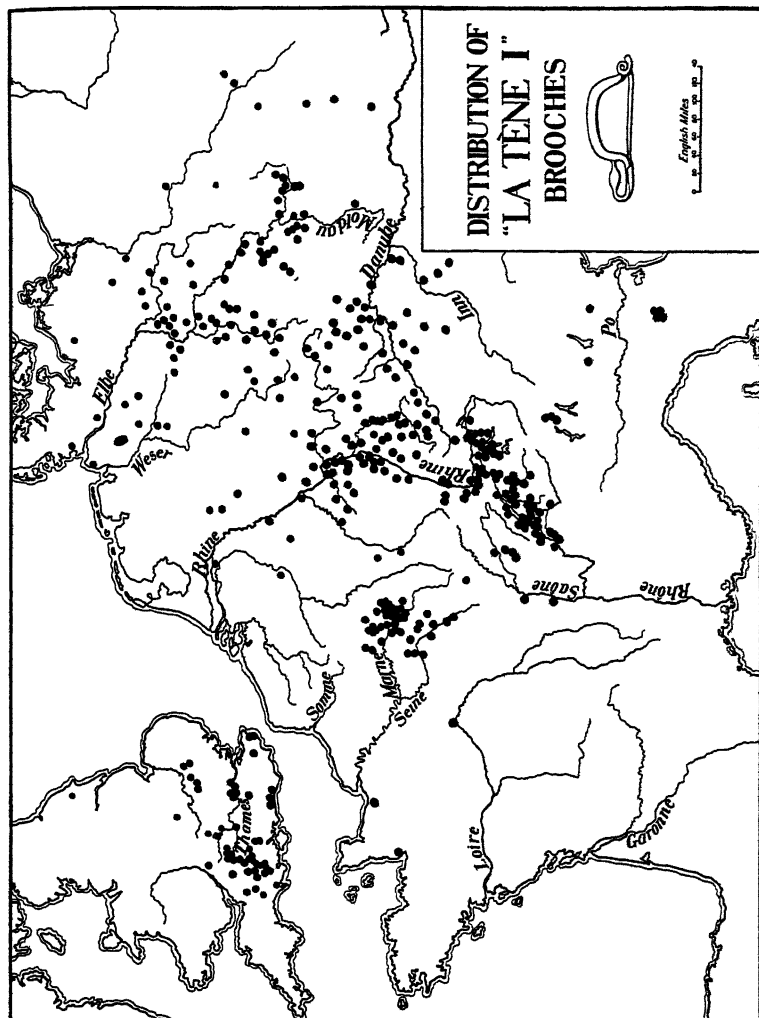 DISTRIBUTION OF
"LA TÈNE I"
BROOCHES
English Miles
Elbe
Weser
Rhine
Moldau
Danube
Inn
Po
Rhine
Saône
Rhône
Somme
Marne
Seine
Thames
Loire
Garonne